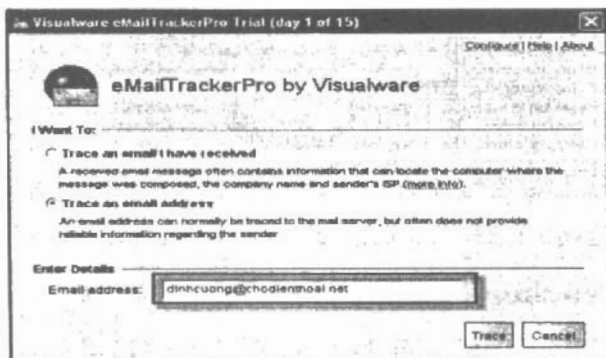 Visualware eMailTrackerPro Trial (day 1 of 15)
Configure | Help | About
eMailTrackerPro by Visualware
I Want To:
Trace an email I have received
A received email message often contains information that can locate the computer where the
message was composed, the company name and sender's ISP (more info).
Trace an email address
An email address can normally be traced to the mail server, but often does not provide
reliable information regarding the sender
Enter Details
Email address: dinhcuong@chodienthoai.net
Trace Cancel